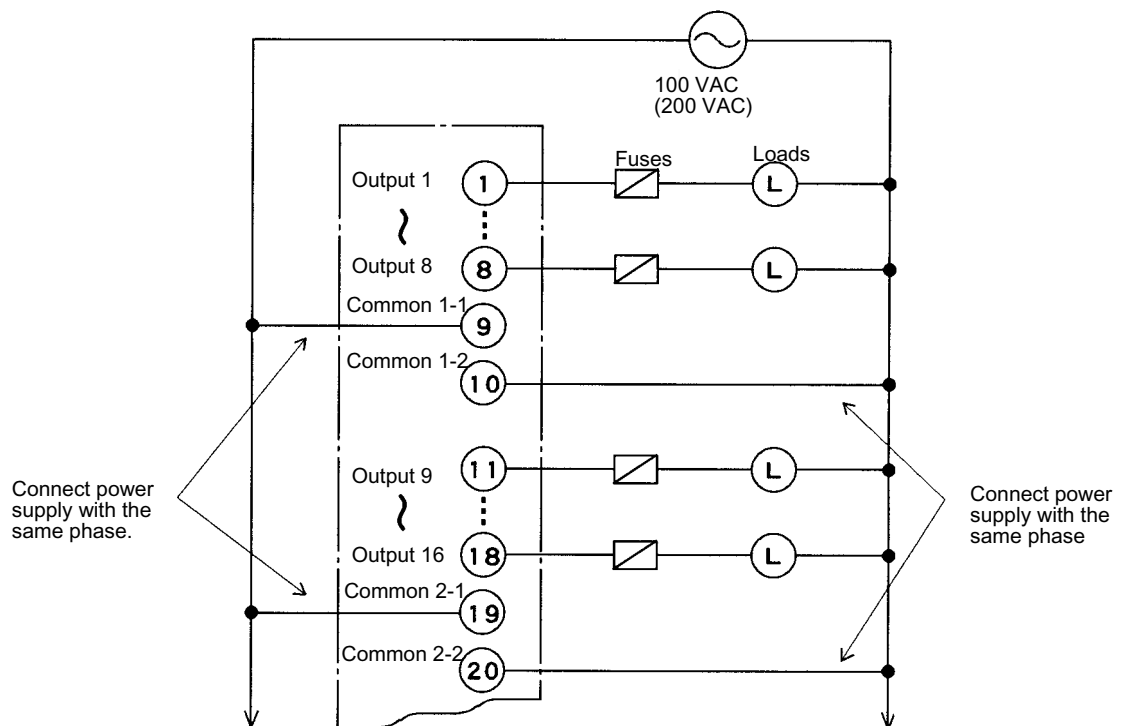 100 VAC
(200 VAC)
Fuses
Loads
Output 1
1
L
Output 8
8
L
Common 1-1
9
Common 1-2
10
Output 9
11
L
Connect power
supply with the
same phase.
Connect power
supply with the
same phase
Output 16
18
L
Common 2-1
19
Common 2-2
20